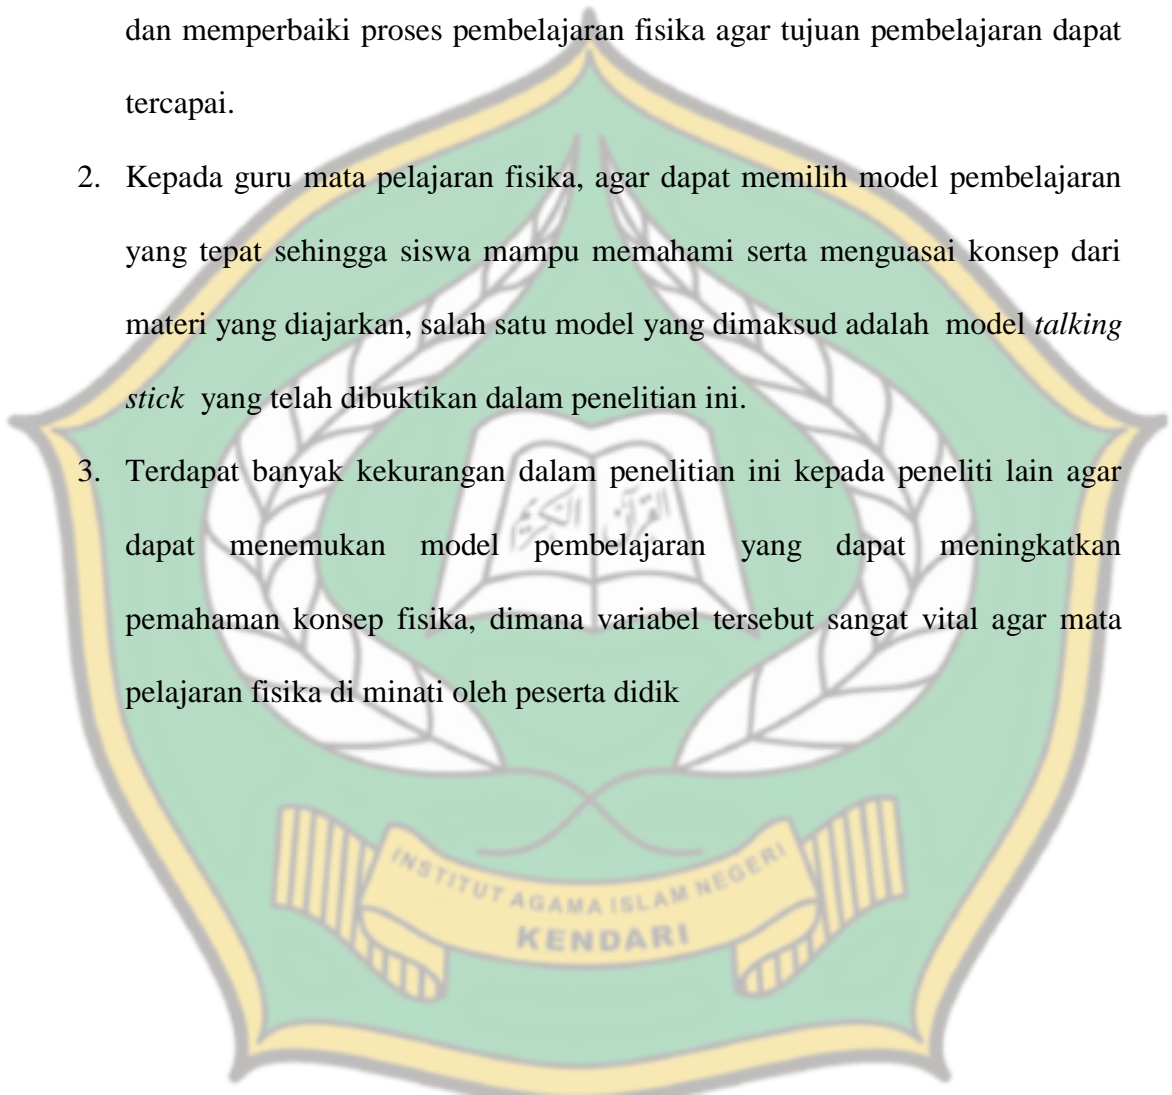 dan memperbaiki proses pembelajaran fisika agar tujuan pembelajaran dapat
tercapai.
2. Kepada guru mata pelajaran fisika, agar dapat memilih model pembelajaran
yang tepat sehingga siswa mampu memahami serta menguasai konsep dari
materi yang diajarkan, salah satu model yang dimaksud adalah model talking
stick yang telah dibuktikan dalam penelitian ini.
3. Terdapat banyak kekurangan dalam penelitian ini kepada peneliti lain agar
dapat menemukan model pembelajaran yang dapat meningkatkan
pemahaman konsep fisika, dimana variabel tersebut sangat vital agar mata
pelajaran fisika di minati oleh peserta didik
القرآن الكريم
INSTITUT AGAMA ISLAM NEGERI
KENDARI